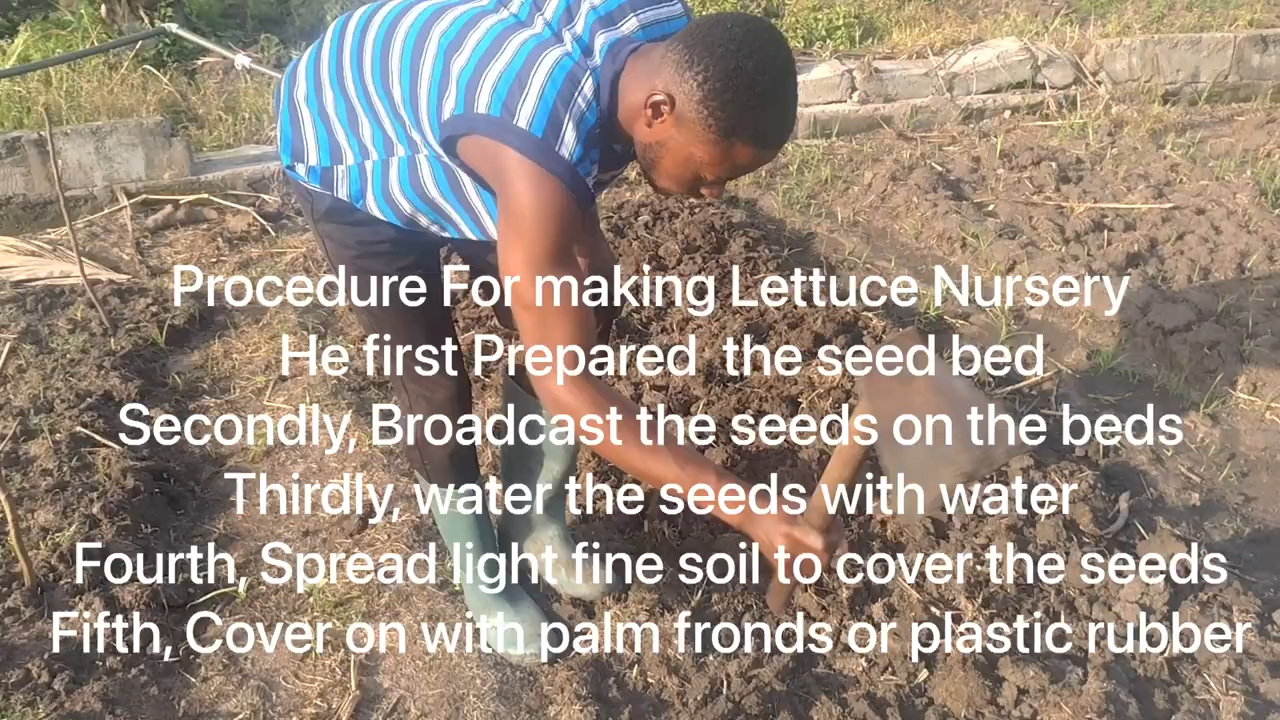 Procedure For making Lettuce Nursery
He first Prepared  the seed bed
Secondly, Broadcast the seeds on the beds
Thirdly, water the seeds with water
Fourth, Spread light fine soil to cover the seeds
Fifth, Cover on with palm fronds or plastic rubber